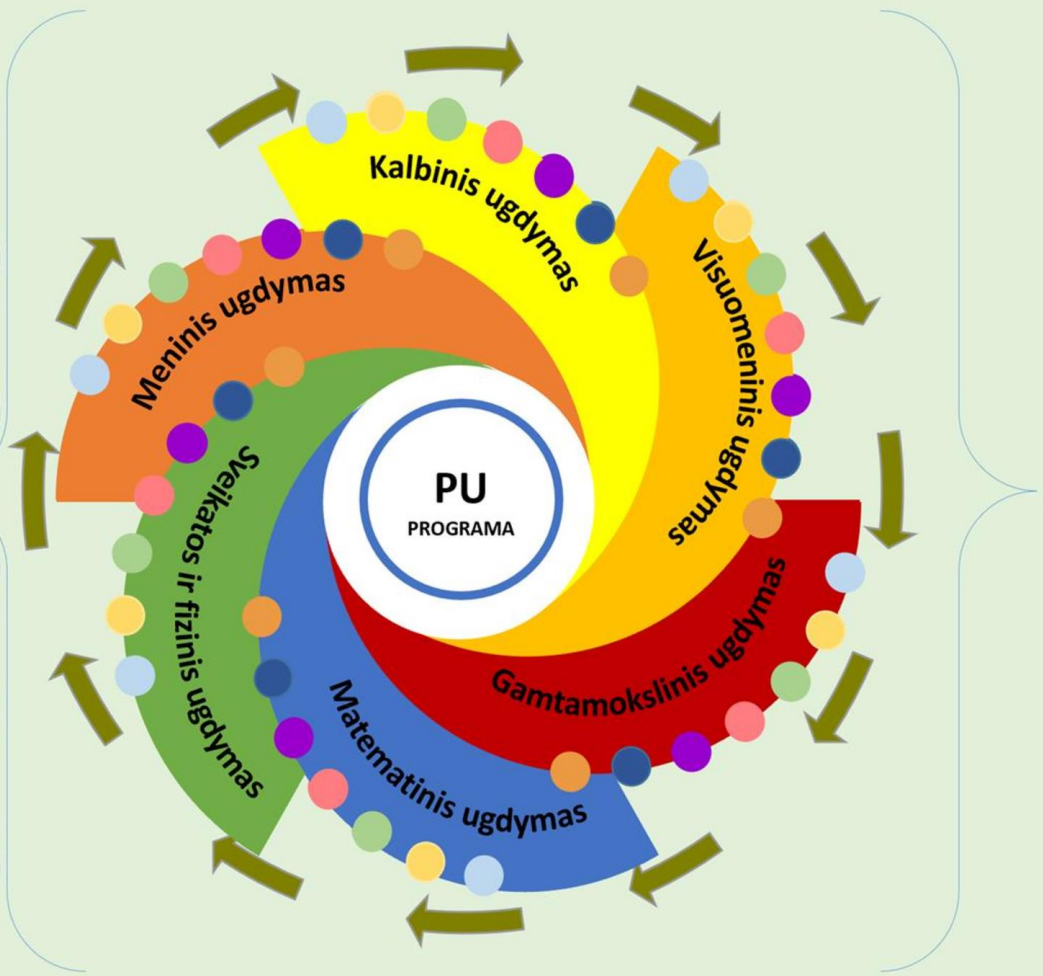 Kalbinis ugdymas
Visuomeninis ugdymas
Gamtamokslinis ugdymas
Matematinis ugdymas
Sveikatos ir fizinis ugdymas
Meninis ugdymas
PU
PROGRAMA